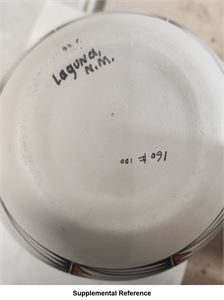 Laguna,
N.M.
160 # 100
Supplemental Reference